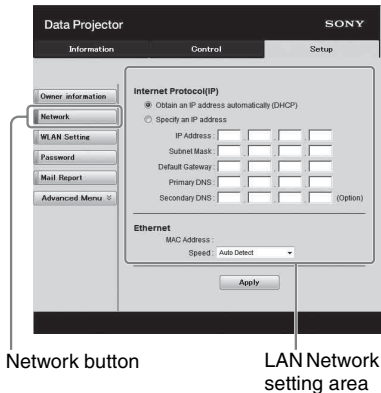 Data Projector SONY
Information Control Setup
Owner information
Network
WLAN Setting
Password
Mail Report
Advanced Menu
Internet Protocol(IP)
Obtain an IP address automatically (DHCP)
Specify an IP address
IP Address :
Subnet Mask :
Default Gateway :
Primary DNS :
Secondary DNS : (Option)
Ethernet
MAC Address :
Speed : Auto Detect
Apply
Network button
LAN Network
setting area